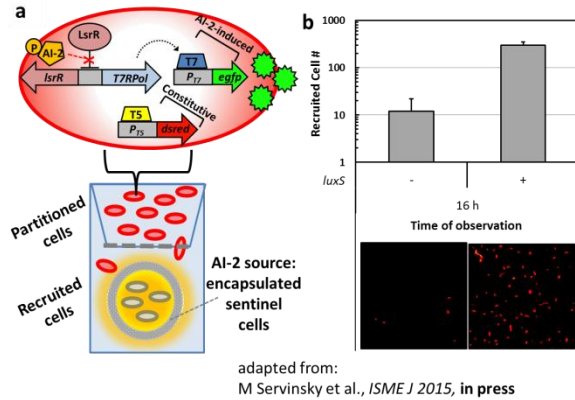 a
LsrR
P
AI-2
lsrR
T7RPol
AI-2-induced
T7
P_T7
egfp
Constitutive
T5
P_T5
dsred
Partitioned
cells
Recruited
cells
AI-2 source:
encapsulated
sentinel
cells
b
Recruited Cell #
1000
100
10
1
luxS
-
+
16 h
Time of observation
adapted from:
M Servinsky et al., ISME J 2015, in press